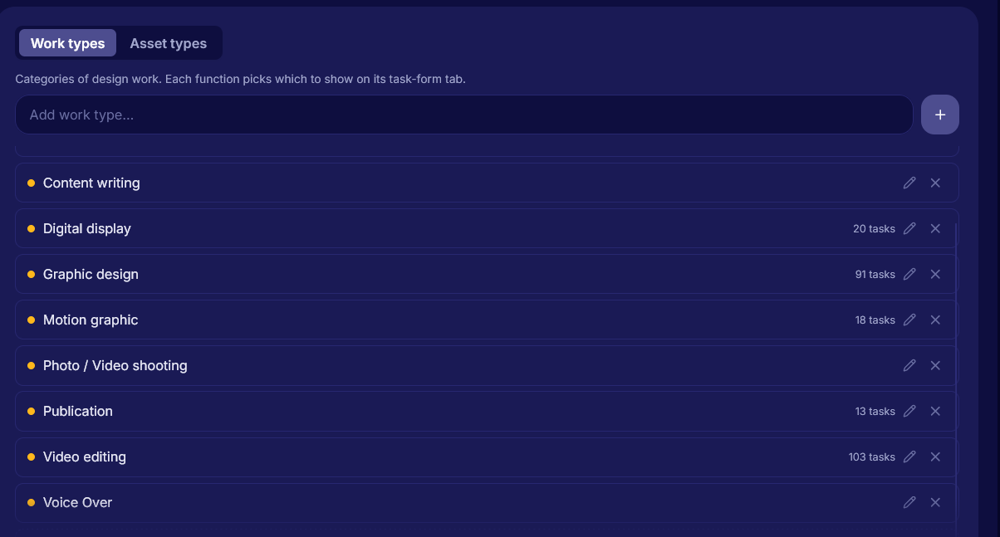 Work types Asset types
Categories of design work. Each function picks which to show on its task-form tab.
Add work type...
+
Content writing
Digital display 20 tasks
Graphic design 91 tasks
Motion graphic 18 tasks
Photo / Video shooting
Publication 13 tasks
Video editing 103 tasks
Voice Over